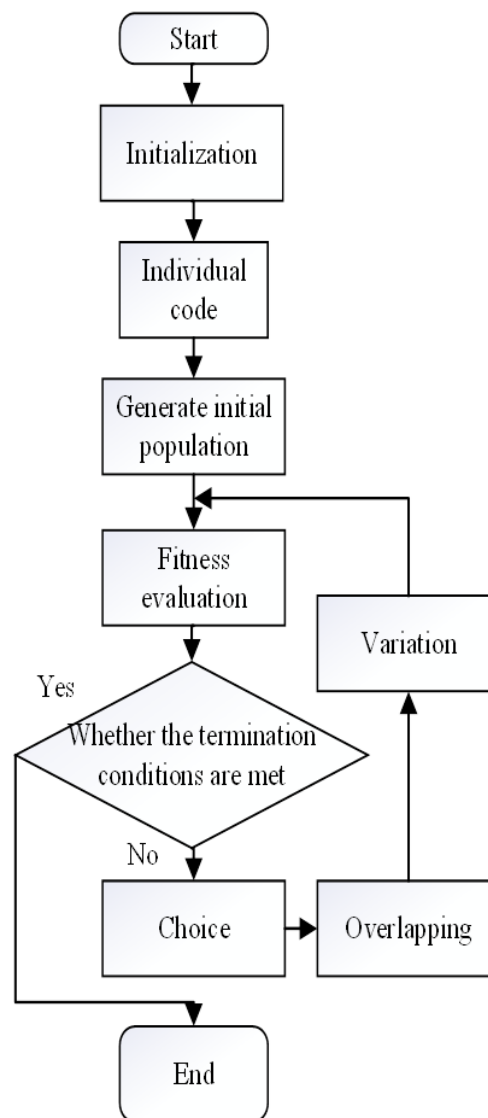 Start
Initialization
Individual
code
Generate initial
population
Fitness
evaluation
Variation
Yes
Whether the termination
conditions are met
No
Choice
Overlapping
End